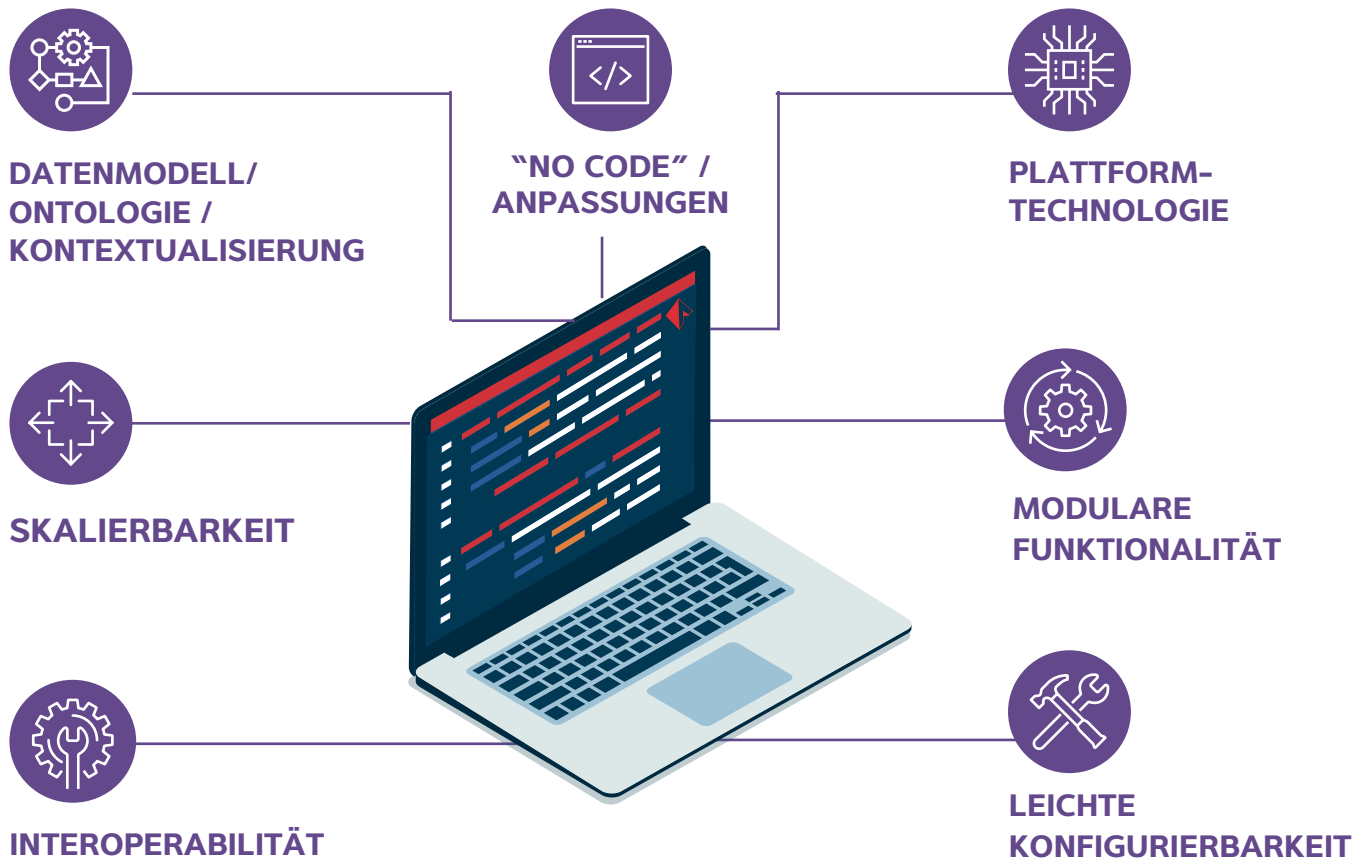 DATENMODELL/
ONTOLOGIE /
KONTEXTUALISIERUNG
“NO CODE” /
ANPASSUNGEN
PLATTFORM-
TECHNOLOGIE
SKALIERBARKEIT
MODULARE
FUNKTIONALITÄT
INTEROPERABILITÄT
LEICHTE
KONFIGURIERBARKEIT